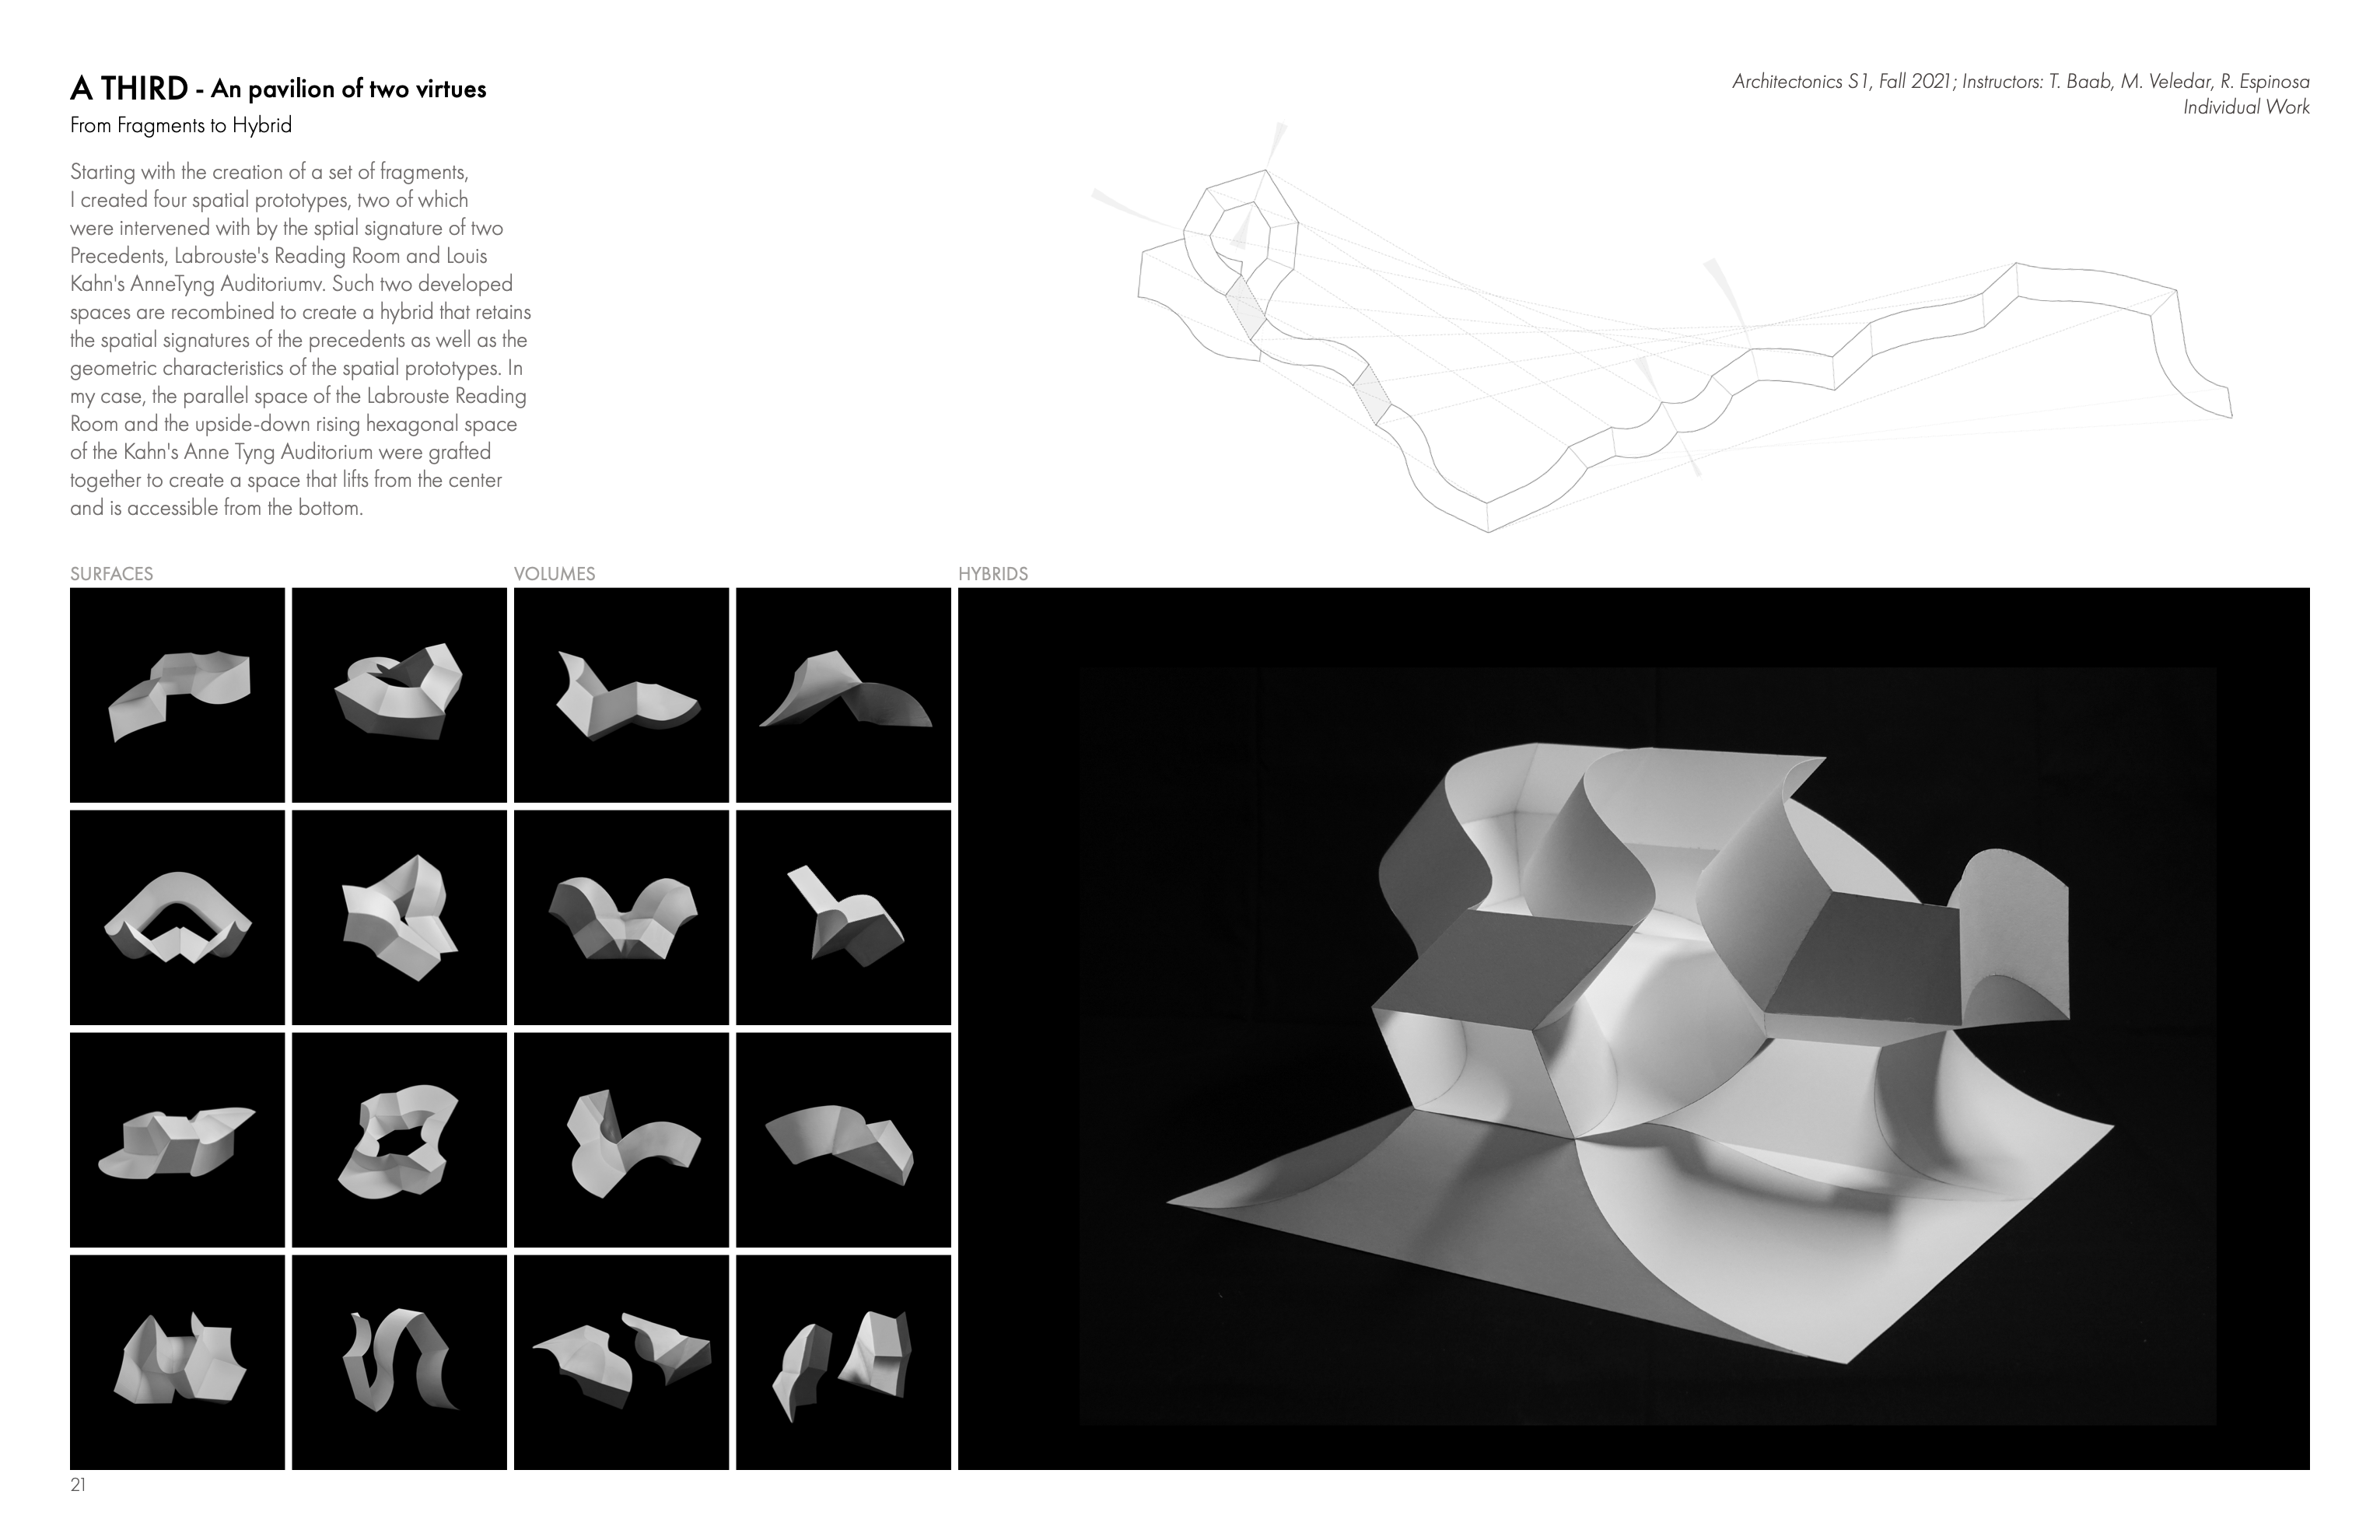 A THIRD - An pavilion of two virtues
From Fragments to Hybrid
Architectonics S1, Fall 2021; Instructors: T. Baab, M. Veledar, R. Espinosa
Individual Work
Starting with the creation of a set of fragments,
I created four spatial prototypes, two of which
were intervened with by the sptial signature of two
Precedents, Labrouste's Reading Room and Louis
Kahn's AnneTyng Auditoriumv. Such two developed
spaces are recombined to create a hybrid that retains
the spatial signatures of the precedents as well as the
geometric characteristics of the spatial prototypes. In
my case, the parallel space of the Labrouste Reading
Room and the upside-down rising hexagonal space
of the Kahn's Anne Tyng Auditorium were grafted
together to create a space that lifts from the center
and is accessible from the bottom.
SURFACES
VOLUMES
HYBRIDS
21